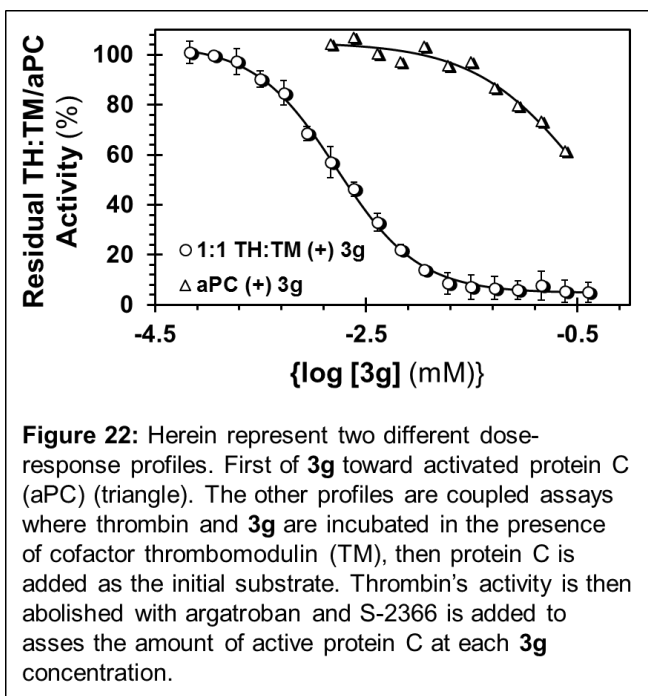 Residual TH:TM/aPC
Activity (%)
100
80
60
40
20
0
1:1 TH:TM (+) 3g
aPC (+) 3g
-4.5
-2.5
-0.5
{log [3g] (mM)}
Figure 22: Herein represent two different dose-
response profiles. First of 3g toward activated protein C
(aPC) (triangle). The other profiles are coupled assays
where thrombin and 3g are incubated in the presence
of cofactor thrombomodulin (TM), then protein C is
added as the initial substrate. Thrombin's activity is then
abolished with argatroban and S-2366 is added to
asses the amount of active protein C at each 3g
concentration.